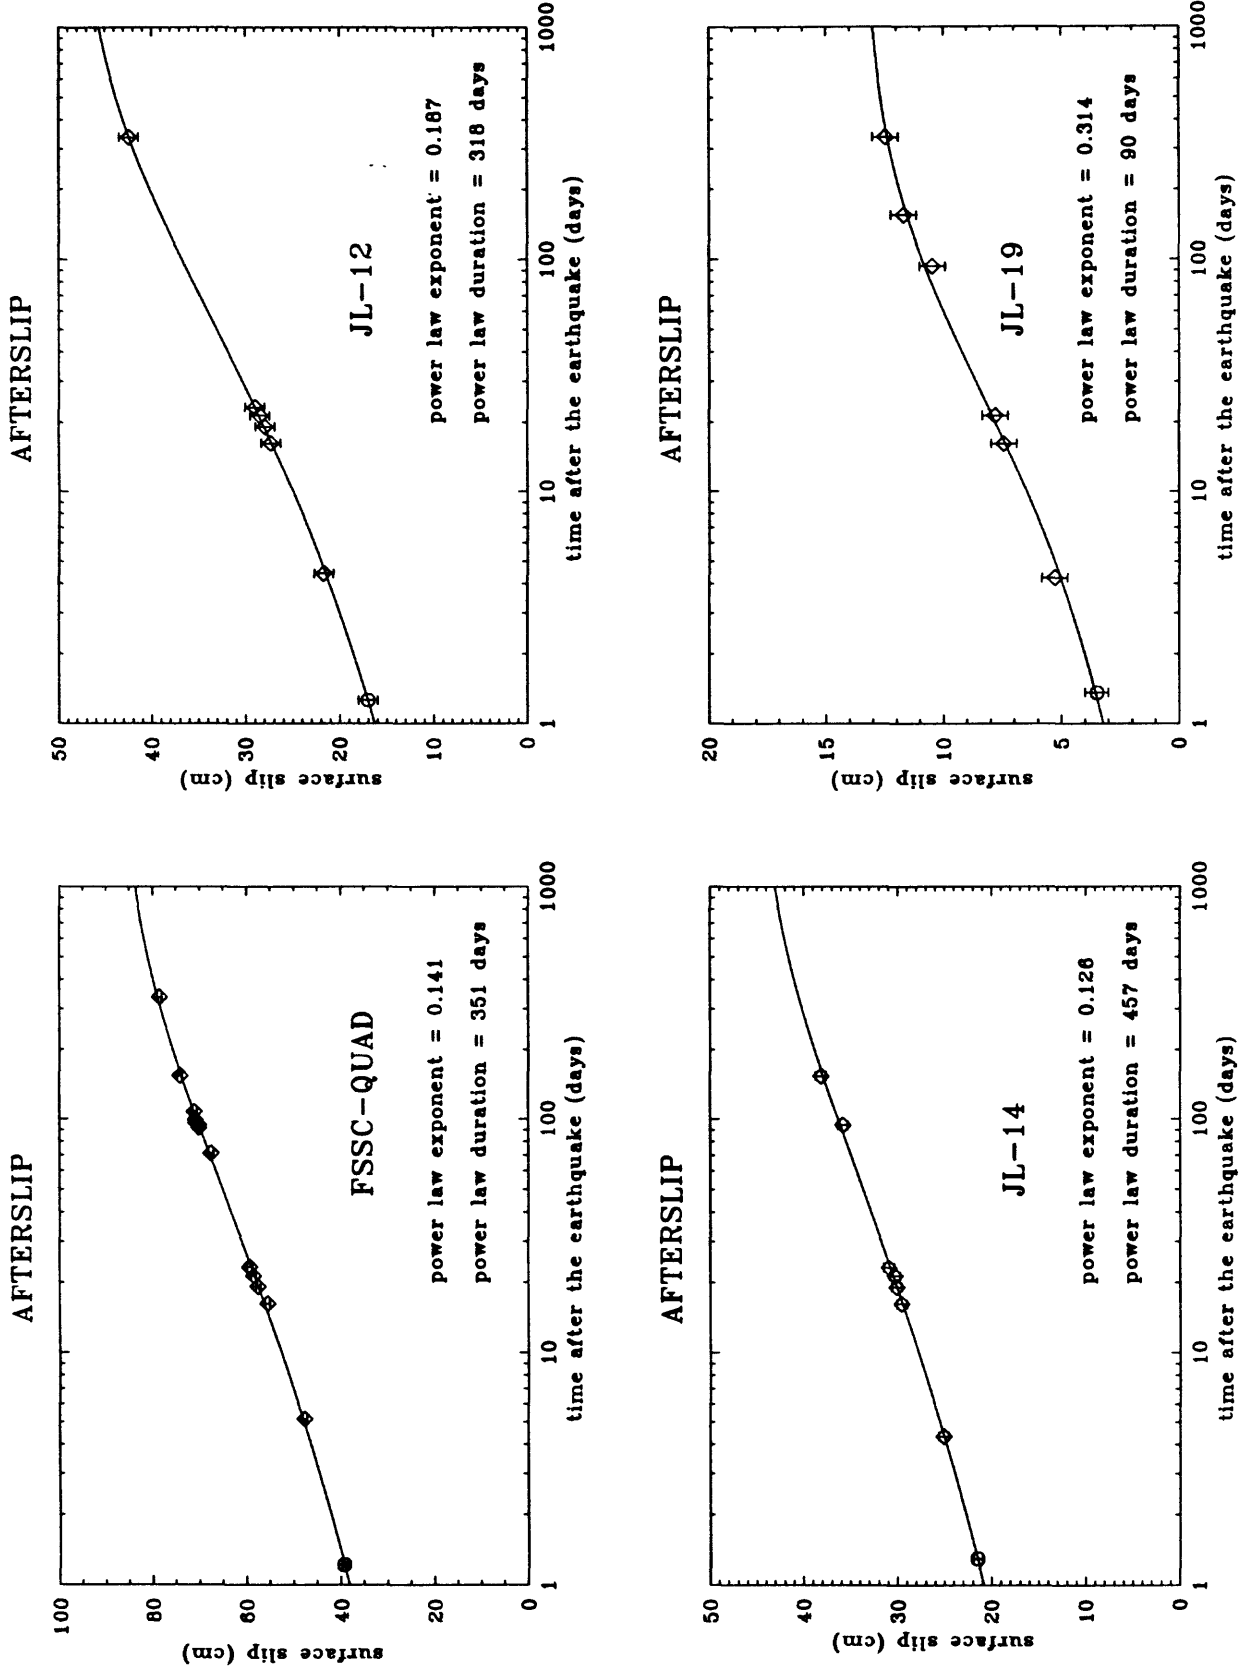 AFTERSLIP
surface slip (cm)
100
80
60
40
20
0
FSSC-QUAD
power law exponent = 0.141
power law duration = 351 days
1
10
100
1000
time after the earthquake (days)
AFTERSLIP
surface slip (cm)
50
40
30
20
10
0
JL-12
power law exponent = 0.187
power law duration = 318 days
1
10
100
1000
time after the earthquake (days)
AFTERSLIP
surface slip (cm)
50
40
30
20
10
0
JL-14
power law exponent = 0.126
power law duration = 457 days
1
10
100
1000
time after the earthquake (days)
AFTERSLIP
surface slip (cm)
20
15
10
5
0
JL-19
power law exponent = 0.314
power law duration = 90 days
1
10
100
1000
time after the earthquake (days)